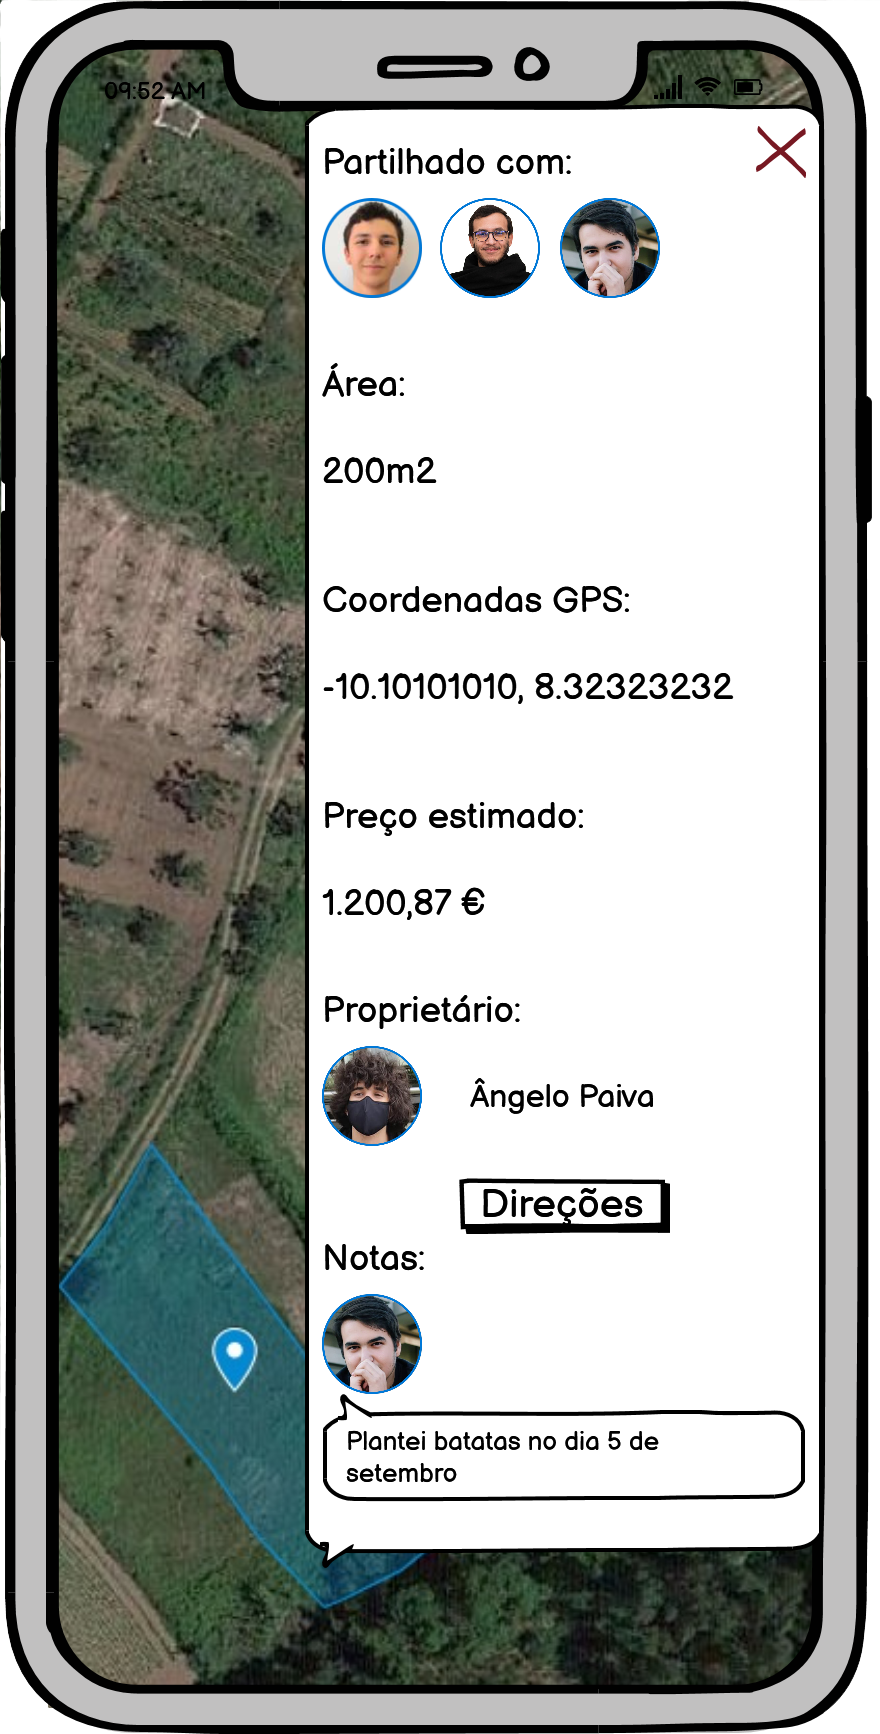 09:52 AM
Partilhado com:
Área:
200m2
Coordenadas GPS:
-10.10101010, 8.32323232
Preço estimado:
1.200,87 €
Proprietário:
Ângelo Paiva
Direções
Notas:
Plantei batatas no dia 5 de
setembro